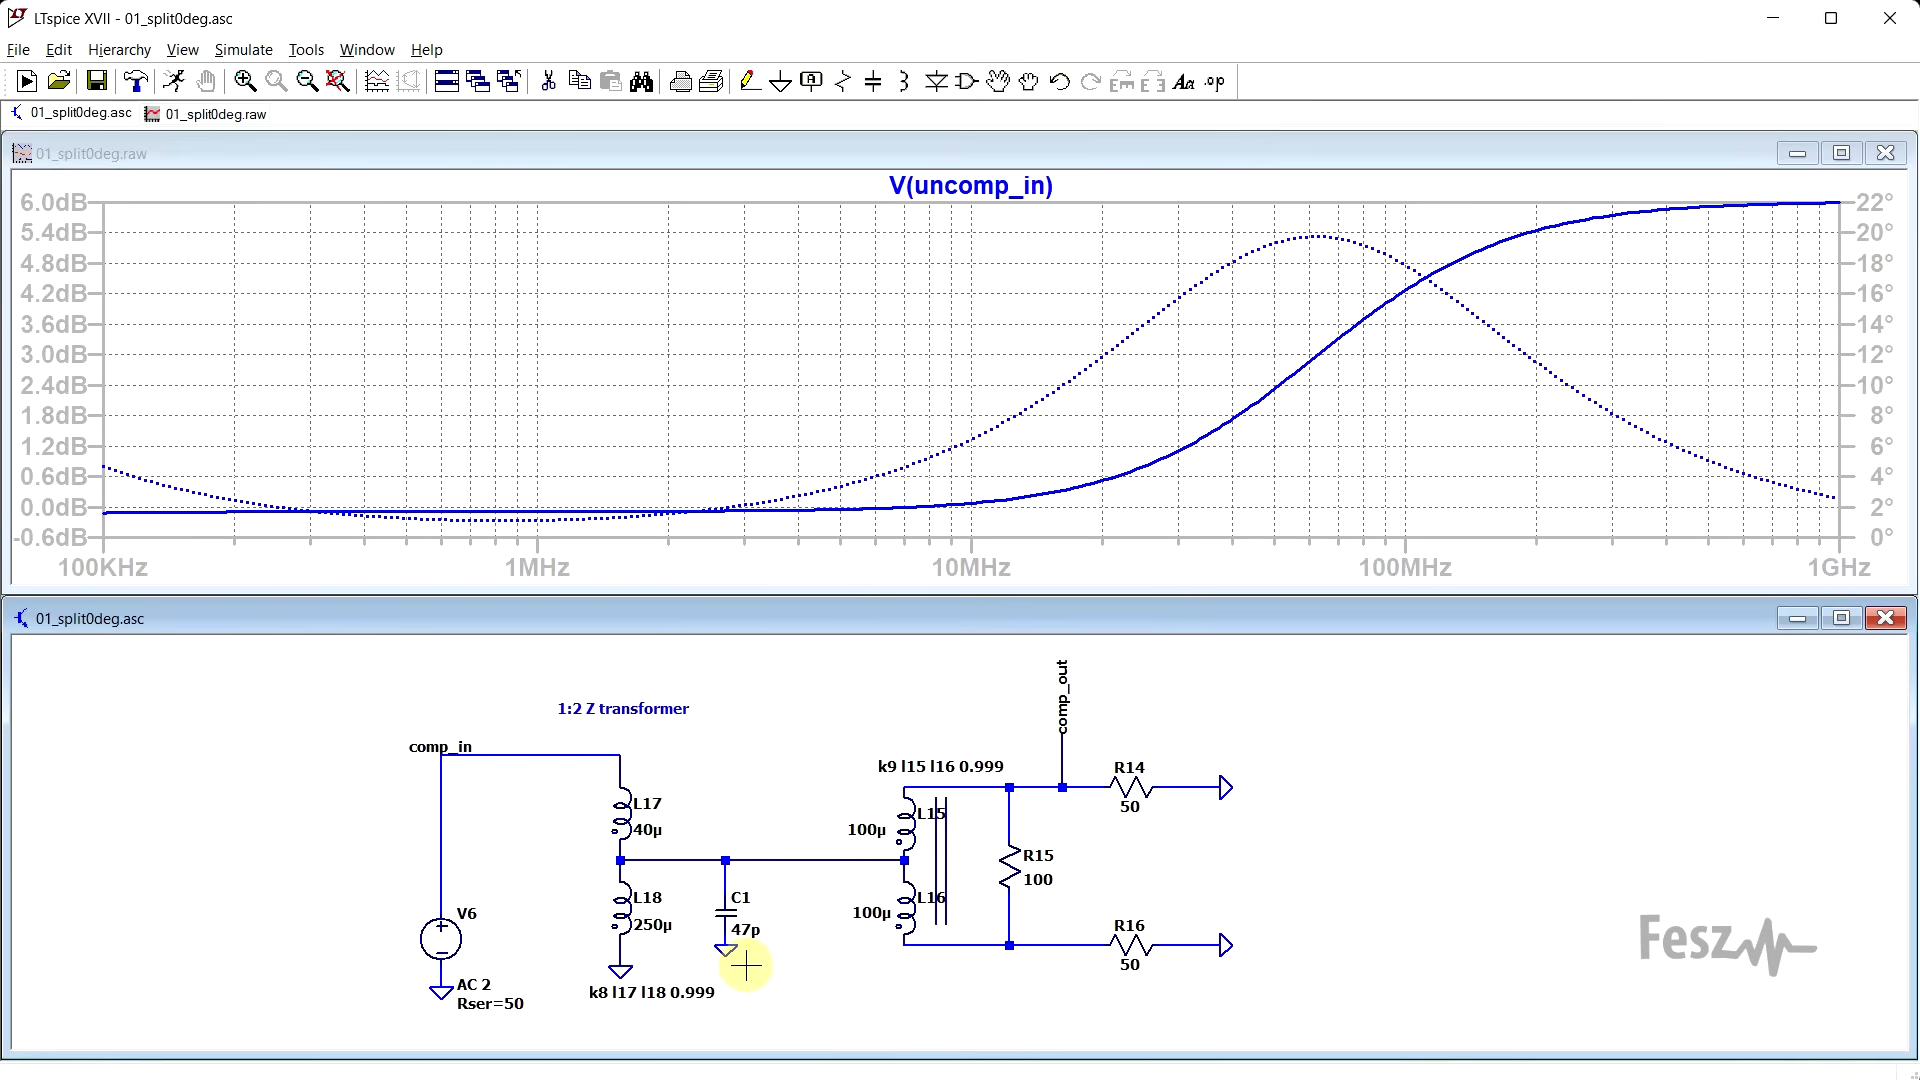 LTspice XVII - 01_split0deg.asc
File Edit Hierarchy View Simulate Tools Window Help
01_split0deg.asc 01_split0deg.raw
01_split0deg.raw
V(uncomp_in)
6.0dB 22°
5.4dB 20°
4.8dB 18°
4.2dB 16°
3.6dB 14°
3.0dB 12°
2.4dB 10°
1.8dB 8°
1.2dB 6°
0.6dB 4°
0.0dB 2°
-0.6dB 0°
100KHz 1MHz 10MHz 100MHz 1GHz
01_split0deg.asc
comp_out
1:2 Z transformer
comp_in
k9 l15 l16 0.999
R14
50
L17
40µ
L15
100µ
R15
100
C1
47p
L18
250µ
L16
100µ
V6
R16
50
AC 2
Rser=50
k8 l17 l18 0.999
Fesz